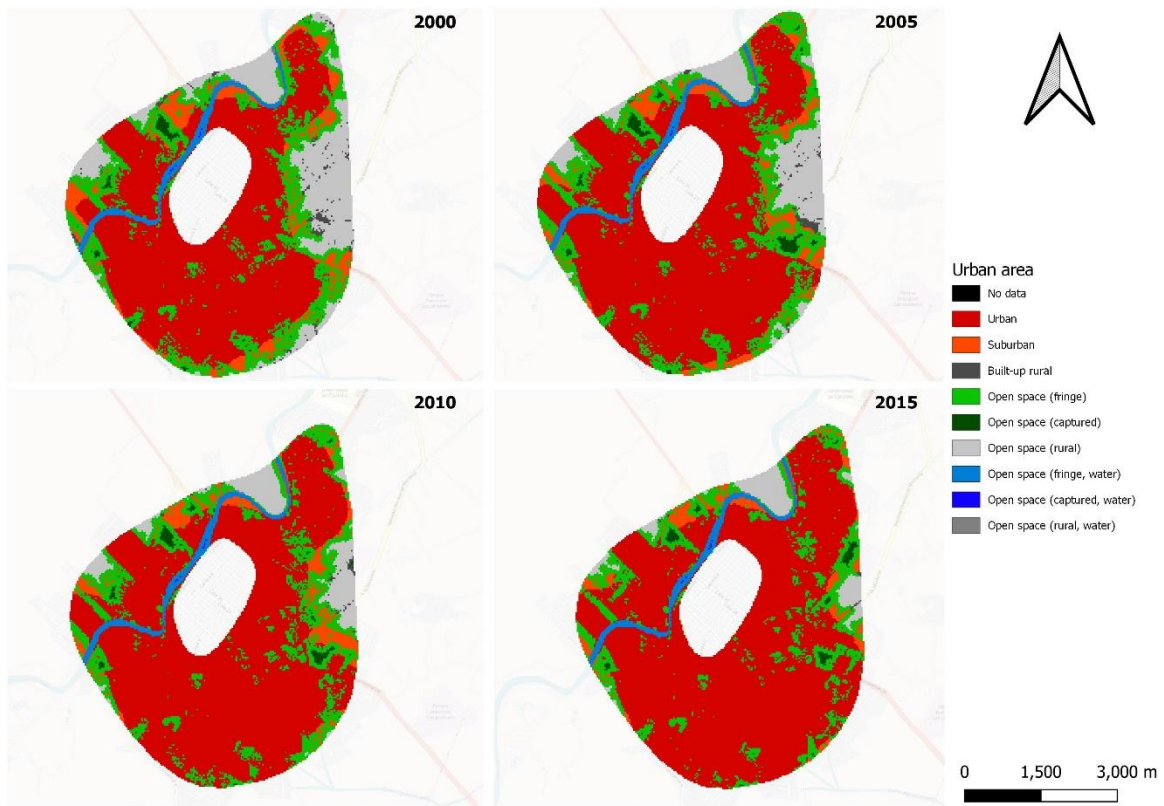 2000
2005
2010
2015
Urban area
No data
Urban
Suburban
Built-up rural
Open space (fringe)
Open space (captured)
Open space (rural)
Open space (fringe, water)
Open space (captured, water)
Open space (rural, water)
0 1,500 3,000 m